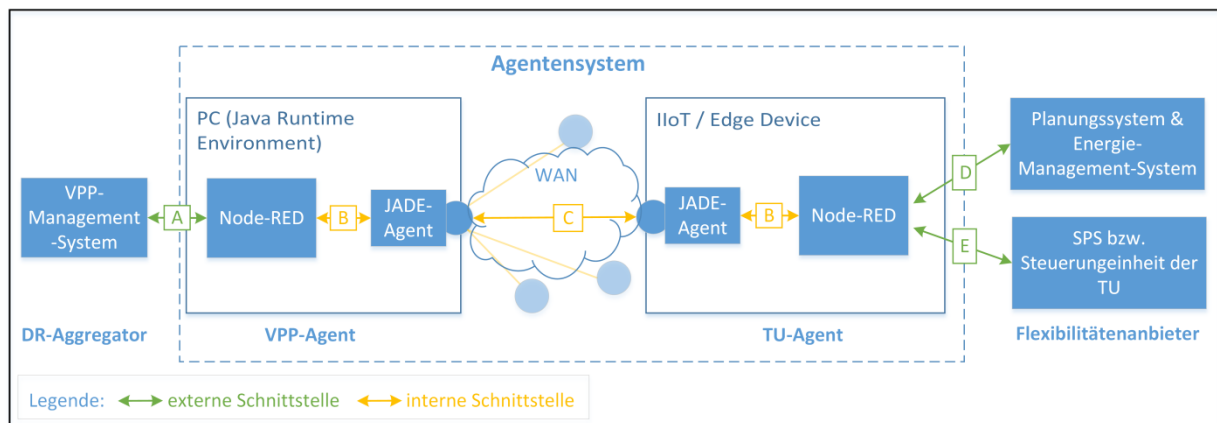 Agentensystem
PC (Java Runtime
Environment)
IIoT / Edge Device
WAN
VPP-
Management
-System
A
Node-RED
B
JADE-
Agent
C
JADE-
Agent
B
Node-RED
D
E
Planungssystem &
Energie-
Management-System
SPS bzw.
Steuerungeinheit der
TU
DR-Aggregator
VPP-Agent
TU-Agent
Flexibilitätenanbieter
Legende:
externe Schnittstelle
interne Schnittstelle